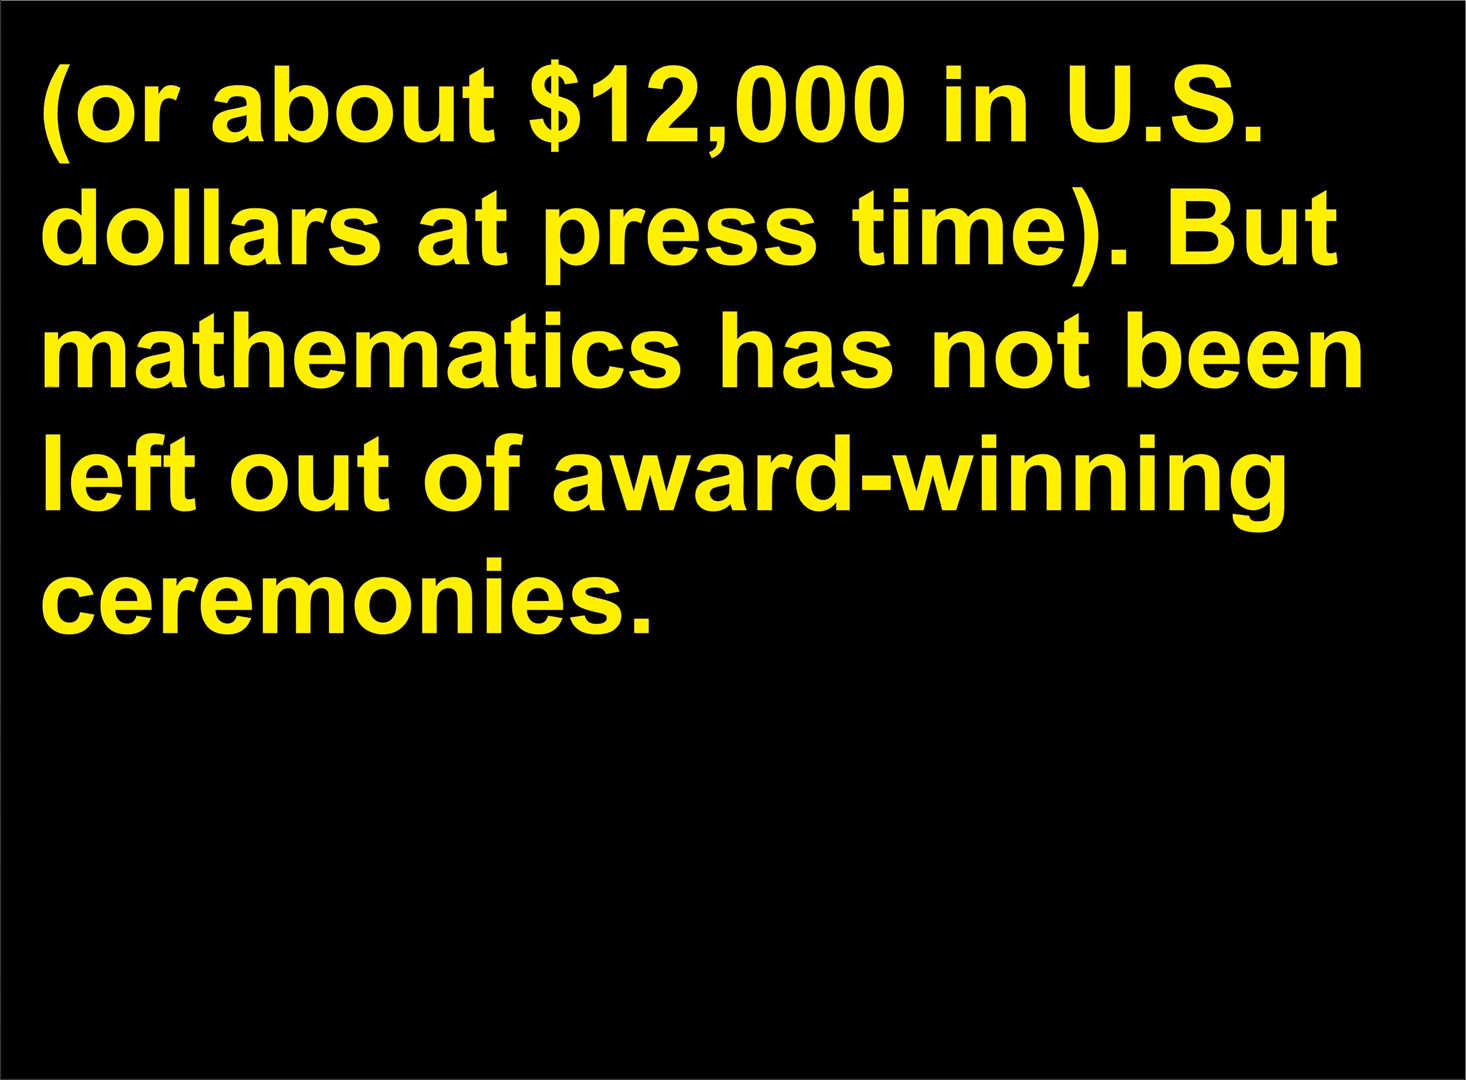 (or about $12,000 in U.S.
dollars at press time). But
mathematics has not been
left out of award-winning
ceremonies.